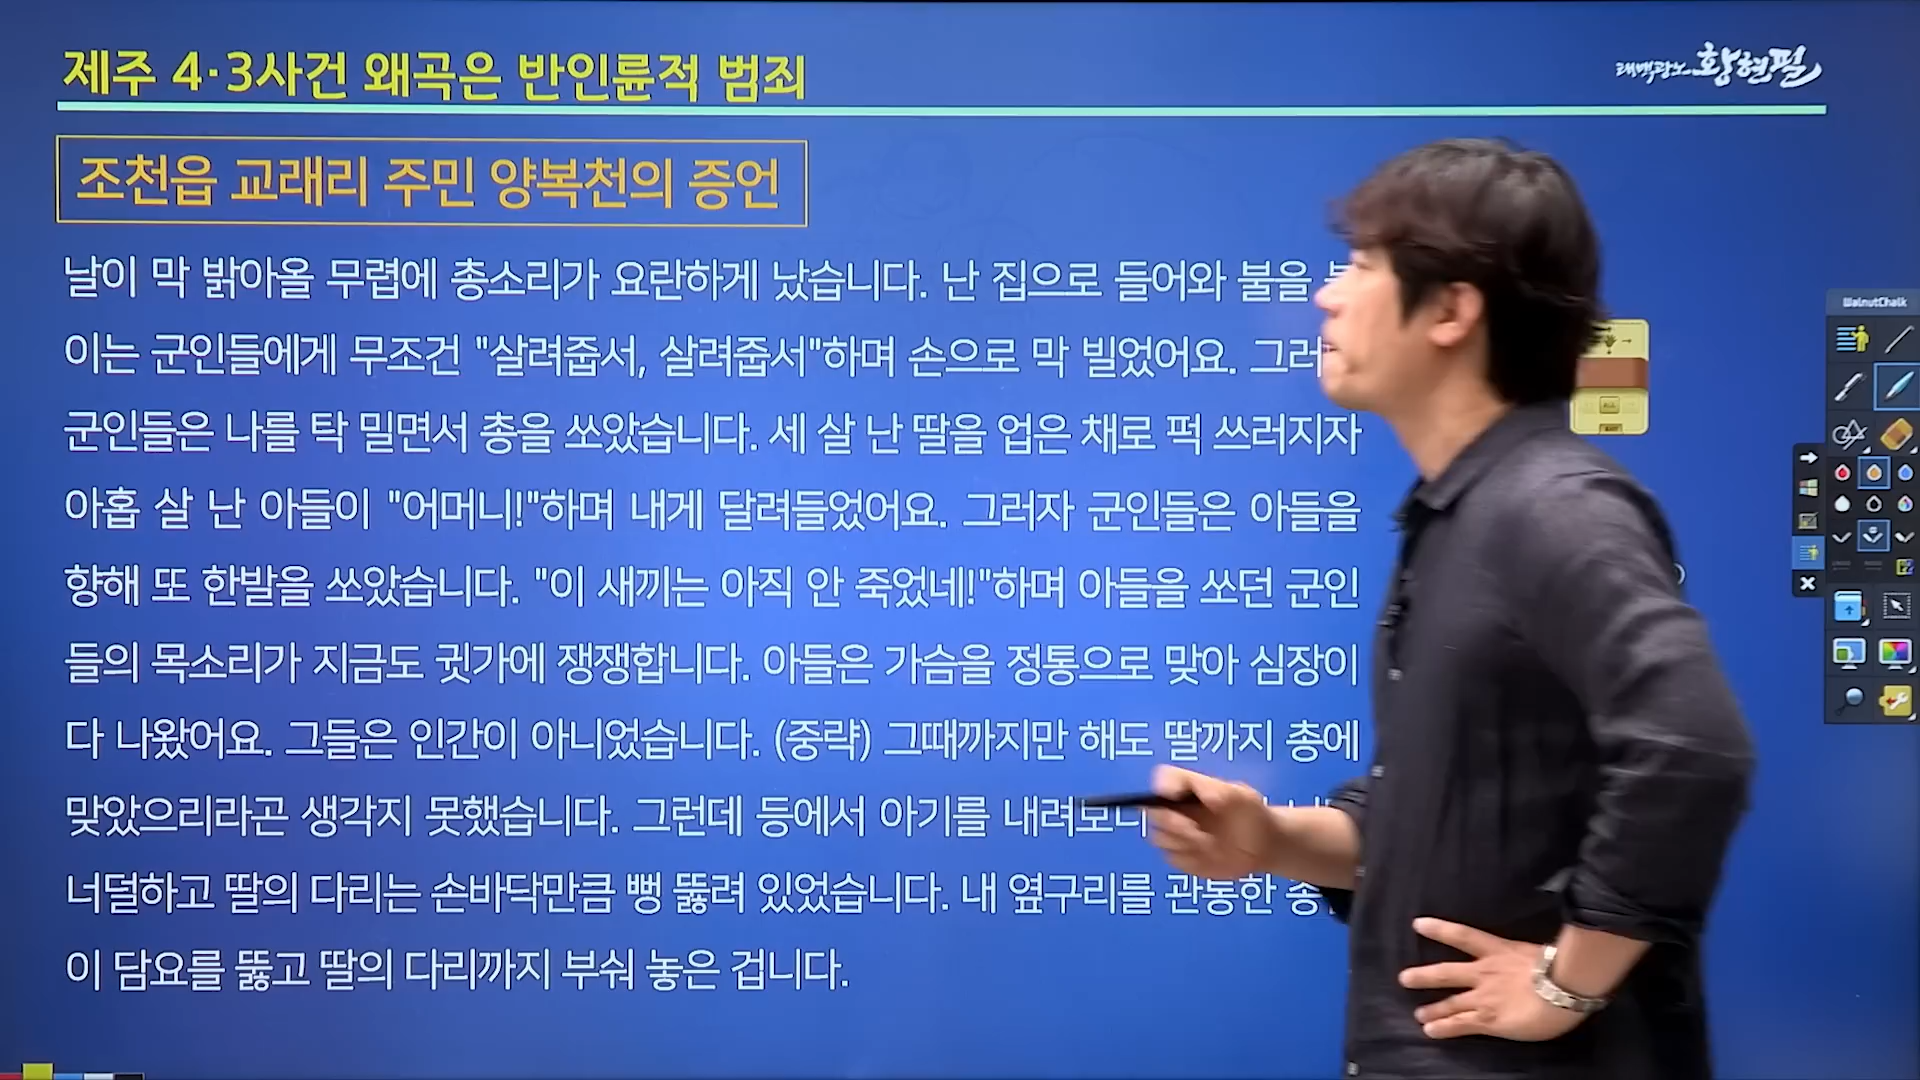 제주 4·3사건 왜곡은 반인륜적 범죄
태백광노 황현필
조천읍 교래리 주민 양복천의 증언
날이 막 밝아올 무렵에 총소리가 요란하게 났습니다. 난 집으로 들어와 불을
이는 군인들에게 무조건 "살려줍서, 살려줍서"하며 손으로 막 빌었어요.
군인들은 나를 탁 밀면서 총을 쏘았습니다. 세 살 난 딸을 업은 채로 퍽 쓰러지자
아홉 살 난 아들이 "어머니!"하며 내게 달려들었어요. 그러자 군인들은 아들을
향해 또 한발을 쏘았습니다. "이 새끼는 아직 안 죽었네!"하며 아들을 쏘던 군인
들의 목소리가 지금도 귓가에 쟁쟁합니다. 아들은 가슴을 정통으로 맞아 심장이
다 나왔어요. 그들은 인간이 아니었습니다. (중략) 그때까지만 해도 딸까지 총에
맞았으리라곤 생각지 못했습니다. 그런데 등에서 아기를 내려보니
너덜하고 딸의 다리는 손바닥만큼 뻥 뚫려 있었습니다. 내 옆구리를 관통한
이 담요를 뚫고 딸의 다리까지 부숴 놓은 겁니다.
WalnutChalk